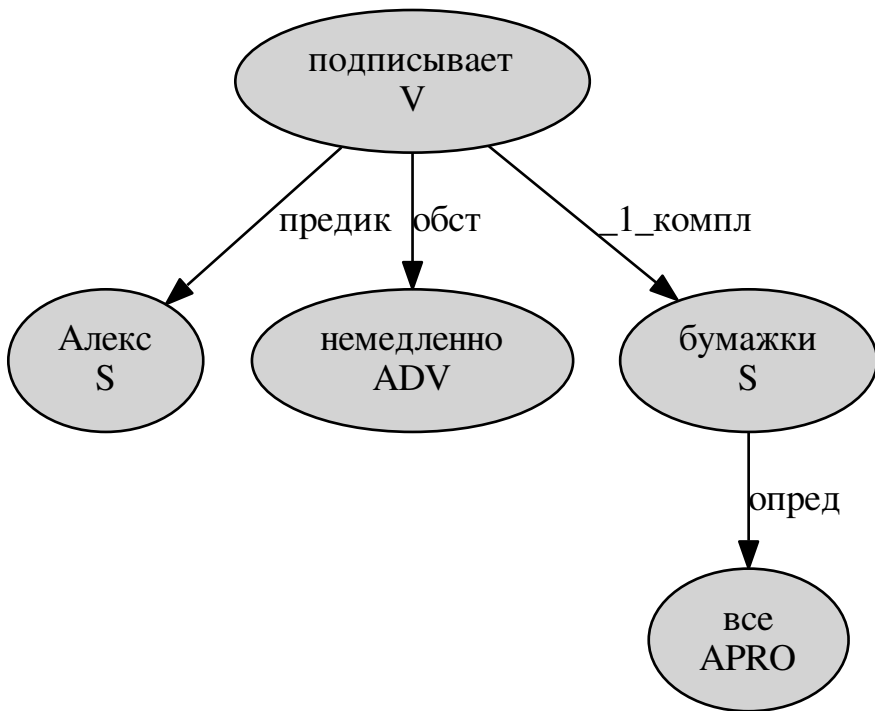 подписывает
V
предик
обст
_1_компл
Алекс
S
немедленно
ADV
бумажки
S
опред
все
APRO